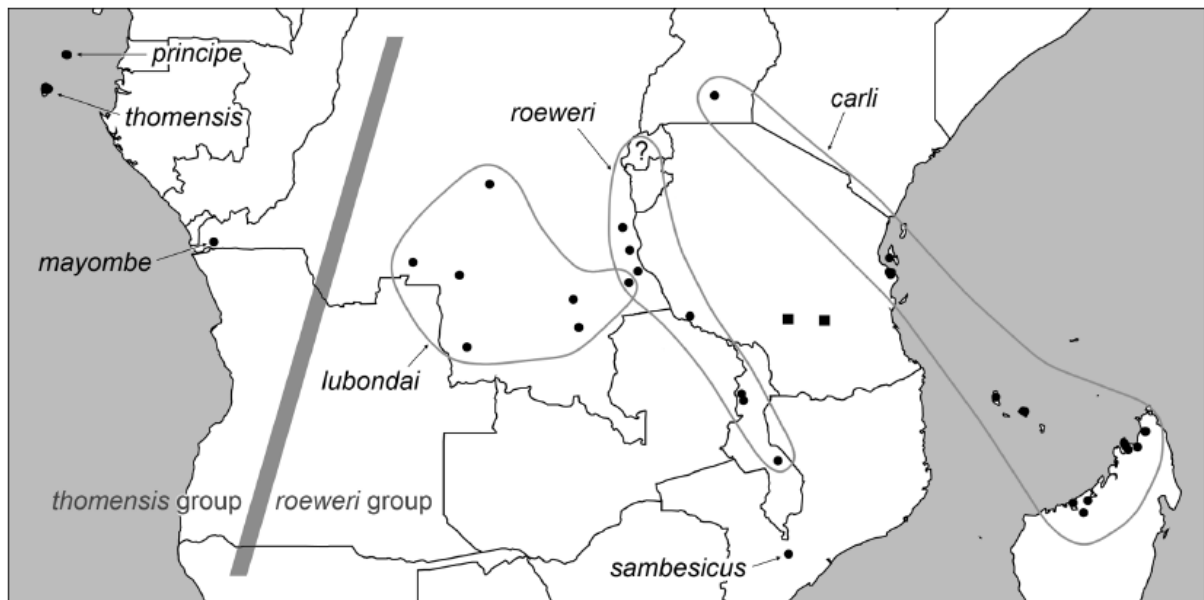 principe
thomensis
roeweri
carli
?
mayombe
lubondai
thomensis group
roeweri group
sambesicus